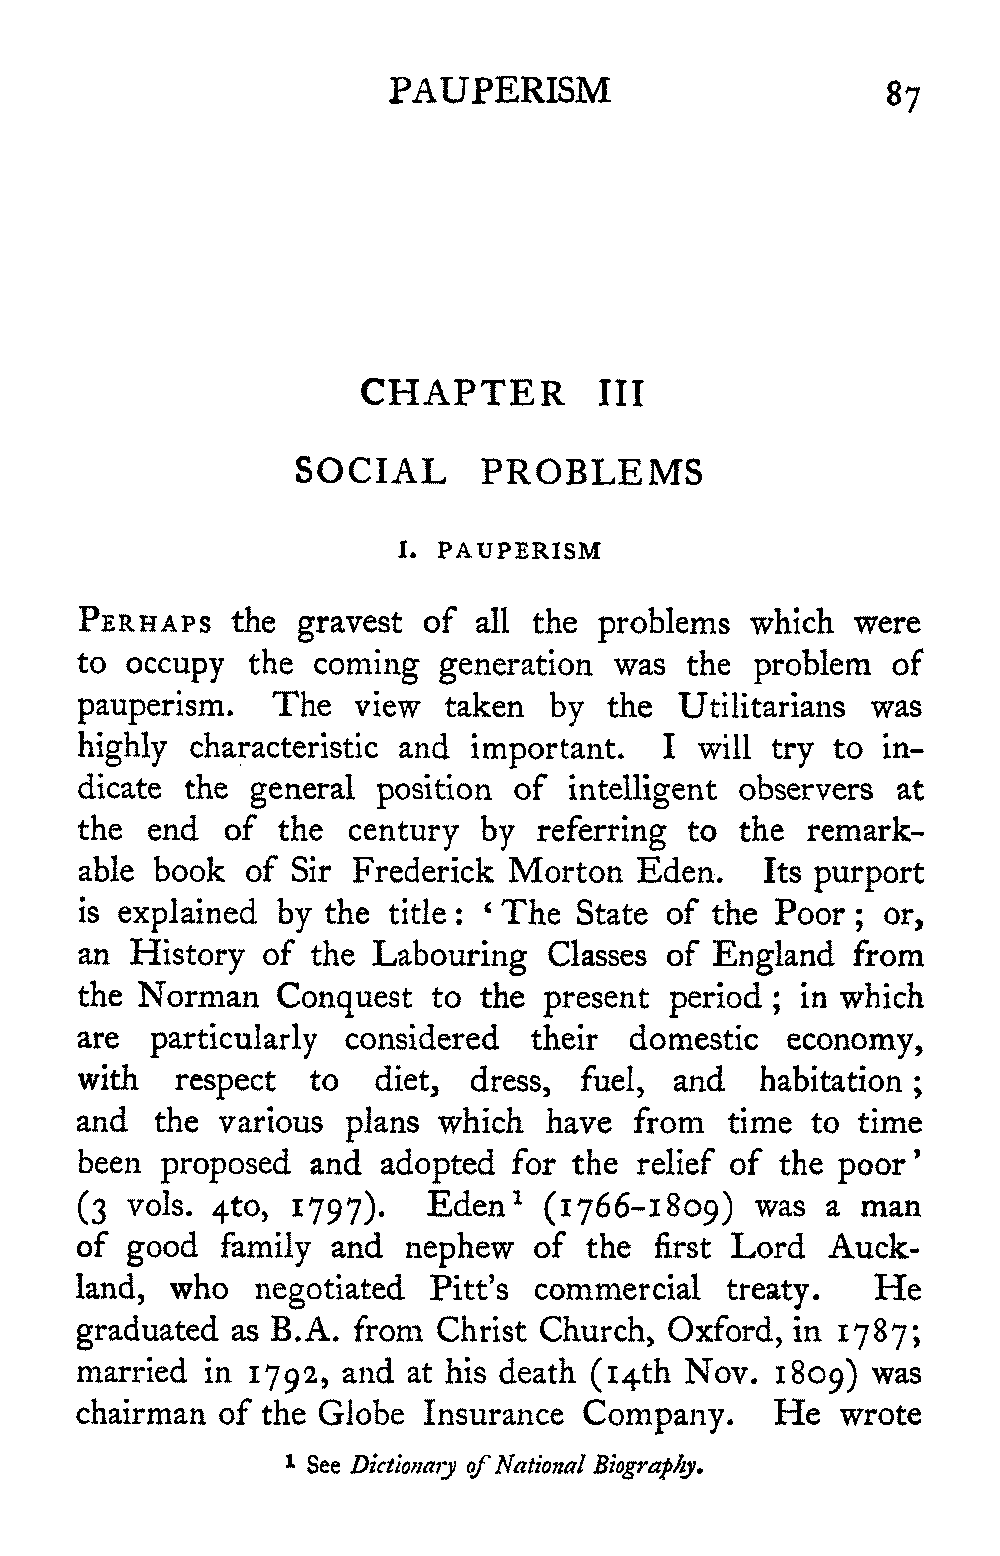 PAUPERISM 87
CHAPTER III
SOCIAL PROBLEMS
I. PAUPERISM
PERHAPS the gravest of all the problems which were
to occupy the coming generation was the problem of
pauperism. The view taken by the Utilitarians was
highly characteristic and important. I will try to in-
dicate the general position of intelligent observers at
the end of the century by referring to the remark-
able book of Sir Frederick Morton Eden. Its purport
is explained by the title: ‘The State of the Poor; or,
an History of the Labouring Classes of England from
the Norman Conquest to the present period; in which
are particularly considered their domestic economy,
with respect to diet, dress, fuel, and habitation;
and the various plans which have from time to time
been proposed and adopted for the relief of the poor’
(3 vols. 4to, 1797). Eden¹ (1766-1809) was a man
of good family and nephew of the first Lord Auck-
land, who negotiated Pitt's commercial treaty. He
graduated as B.A. from Christ Church, Oxford, in 1787;
married in 1792, and at his death (14th Nov. 1809) was
chairman of the Globe Insurance Company. He wrote
¹ See Dictionary of National Biography.